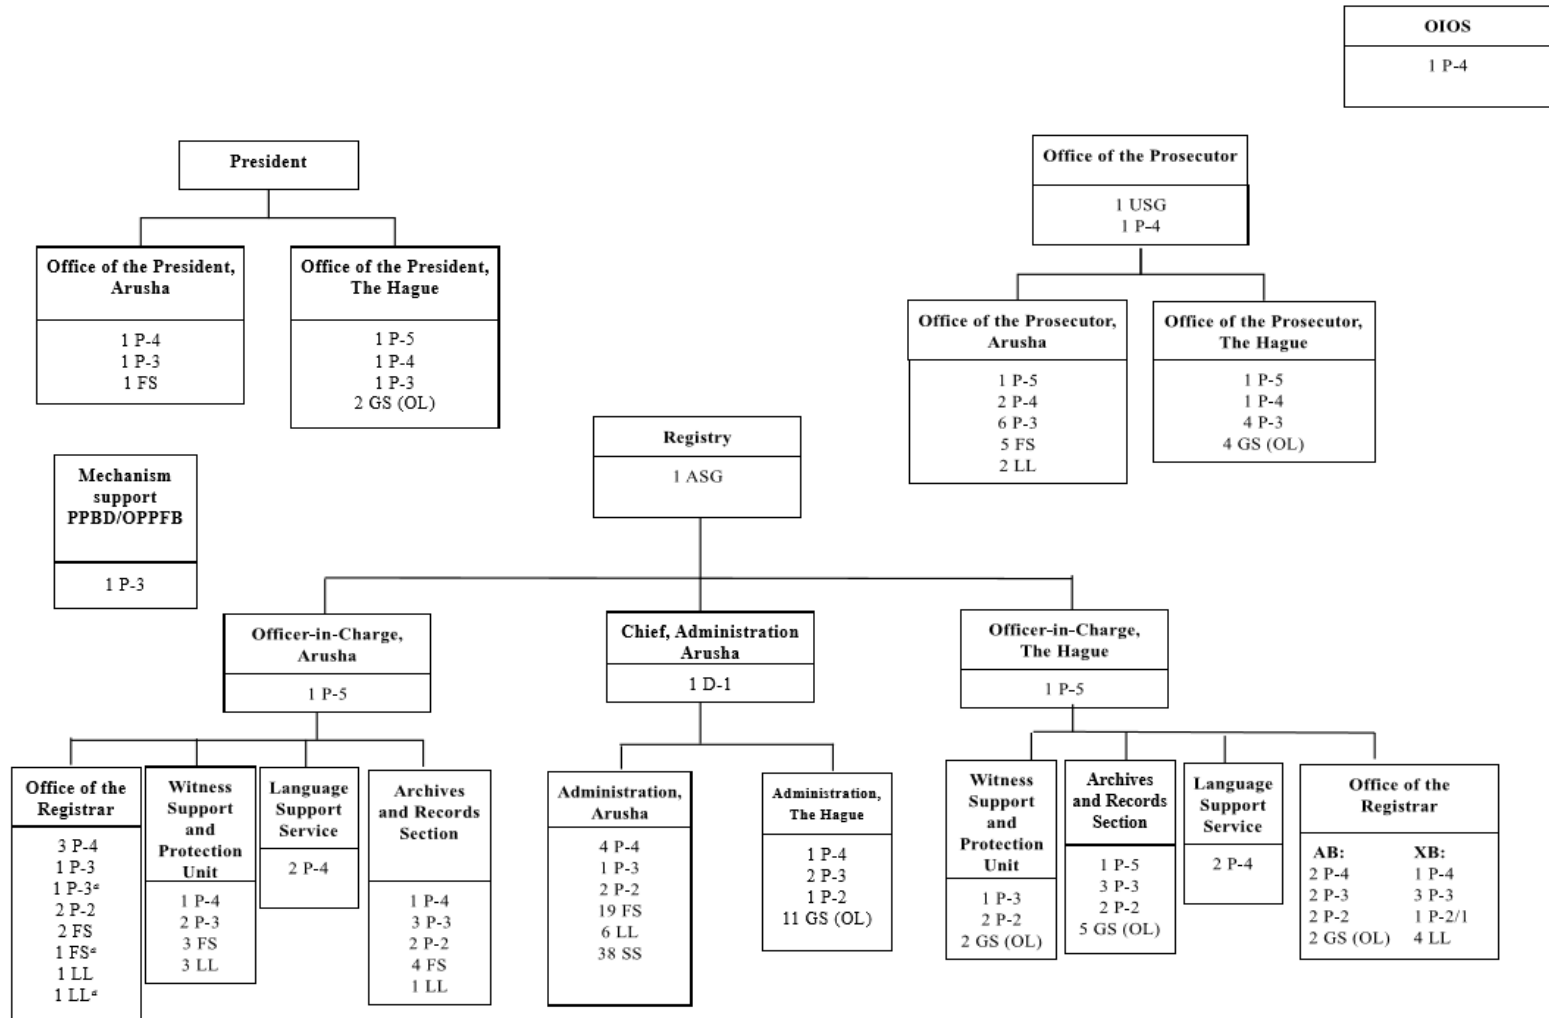 OIOS
1 P-4
President
Office of the President,
Arusha
1 P-4
1 P-3
1 FS
Office of the President,
The Hague
1 P-5
1 P-4
1 P-3
2 GS (OL)
Office of the Prosecutor
1 USG
1 P-4
Office of the Prosecutor,
Arusha
1 P-5
2 P-4
6 P-3
5 FS
2 LL
Office of the Prosecutor,
The Hague
1 P-5
1 P-4
4 P-3
4 GS (OL)
Mechanism
support
PPBD/OPPFB
1 P-3
Registry
1 ASG
Officer-in-Charge,
Arusha
1 P-5
Chief, Administration
Arusha
1 D-1
Officer-in-Charge,
The Hague
1 P-5
Office of the
Registrar
3 P-4
1 P-3
1 P-3ᵃ
2 P-2
2 FS
1 FSᵃ
1 LL
1 LLᵃ
Witness
Support
and
Protection
Unit
1 P-4
2 P-3
3 FS
3 LL
Language
Support
Service
2 P-4
Archives
and Records
Section
1 P-4
3 P-3
2 P-2
4 FS
1 LL
Administration,
Arusha
4 P-4
1 P-3
2 P-2
19 FS
6 LL
38 SS
Administration,
The Hague
1 P-4
2 P-3
1 P-2
11 GS (OL)
Witness
Support
and
Protection
Unit
1 P-3
2 P-2
2 GS (OL)
Archives
and Records
Section
1 P-5
3 P-3
2 P-2
5 GS (OL)
Language
Support
Service
2 P-4
Office of the
Registrar
AB: XB:
2 P-4 1 P-4
2 P-3 3 P-3
2 P-2 1 P-2/1
2 GS (OL) 4 LL